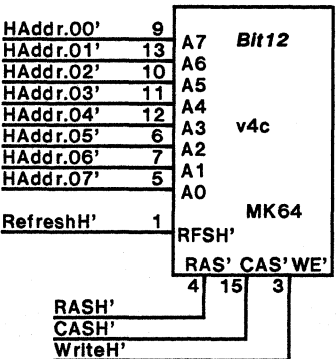 HAddr.00' 9 A7 Bit12
HAddr.01' 13 A6
HAddr.02' 10 A5
HAddr.03' 11 A4
HAddr.04' 12 A3 v4c
HAddr.05' 6 A2
HAddr.06' 7 A1
HAddr.07' 5 A0
MK64
RefreshH' 1 RFSH'
RAS' CAS' WE'
4 15 3
RASH'
CASH'
WriteH'